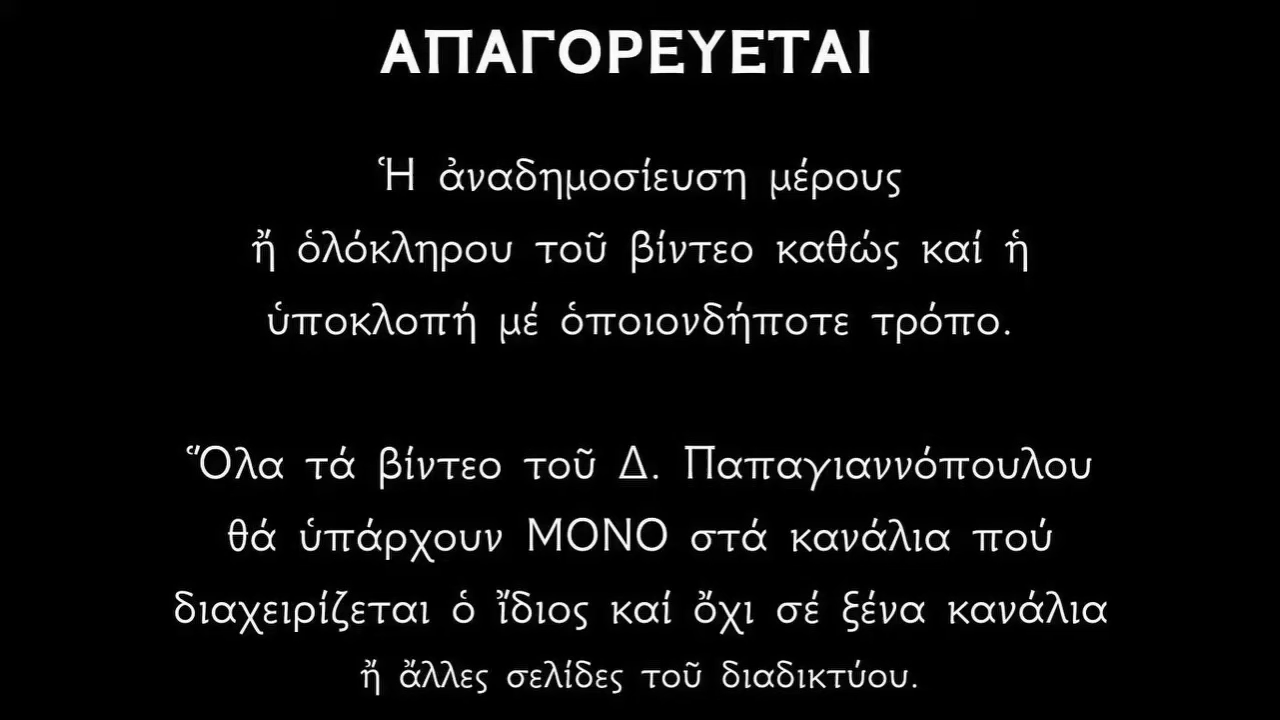 ΑΠΑΓΟΡΕΥΕΤΑΙ
Ἡ ἀναδημοσίευση μέρους
ἤ ὁλόκληρου τοῦ βίντεο καθώς καί ἡ
ὑποκλοπή μέ ὁποιονδήποτε τρόπο.
Ὅλα τά βίντεο τοῦ Δ. Παπαγιαννόπουλου
θά ὑπάρχουν ΜΟΝΟ στά κανάλια πού
διαχειρίζεται ὁ ἴδιος καί ὄχι σέ ξένα κανάλια
ἤ ἄλλες σελίδες τοῦ διαδικτύου.